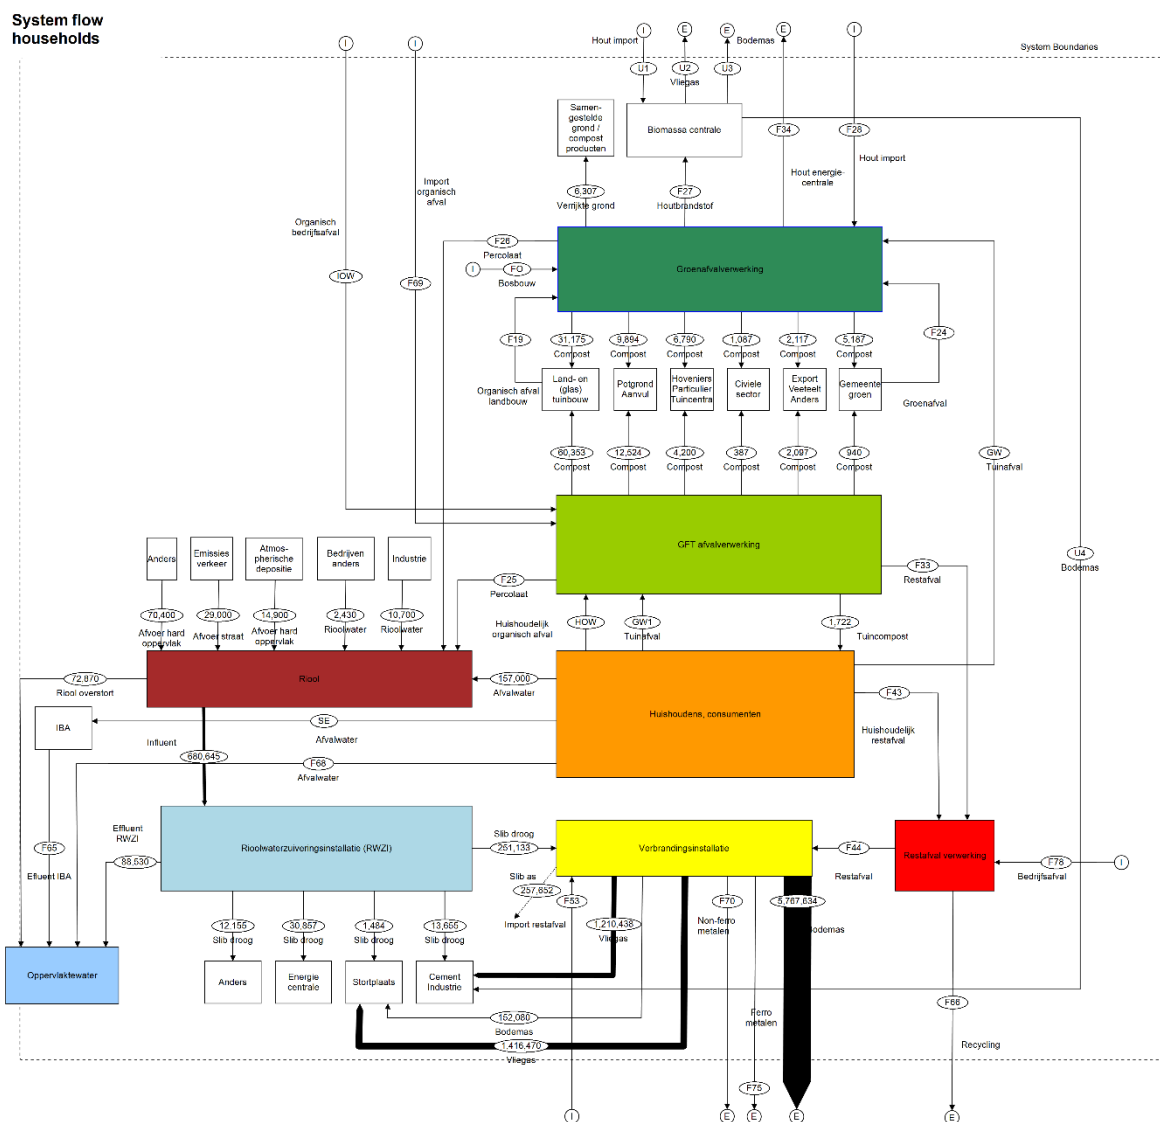 System flow
households
I
I
Hout import
I
E
E
Bodemas
E
I
System Boundaries
U1
U2
U3
Vliegas
Samen-
gestelde
grond /
compost
producten
Biomassa centrale
F34
F28
Hout import
Import
organisch
afval
Hout energie-
centrale
6,307
Verrijkte grond
F27
Houtbrandstof
Organisch
bedrijfsafval
F26
Percolaat
I
FO
Bosbouw
Groenafvalverwerking
IOW
F69
F19
31,175
Compost
9,894
Compost
6,790
Compost
1,087
Compost
2,117
Compost
5,187
Compost
F24
Organisch afval
landbouw
Land- en
(glas)
tuinbouw
Potgrond
Aanvul
Hoveniers
Particulier
Tuincentra
Civiele
sector
Export
Veeteelt
Anders
Gemeente
groen
Groenafval
60,353
Compost
12,524
Compost
4,200
Compost
387
Compost
2,097
Compost
940
Compost
GW
Tuinafval
GFT afvalverwerking
Anders
Emissies
verkeer
Atmos-
pherische
depositie
Bedrijven
anders
Industrie
U4
Bodemas
F33
Restafval
F25
Percolaat
70,400
Afvoer hard
oppervlak
29,000
Afvoer straat
14,900
Afvoer hard
oppervlak
2,430
Rioolwater
10,700
Rioolwater
Huishoudelijk
organisch afval
HOW
GW1
Tuinafval
1,722
Tuincompost
72,870
Riool overstort
Riool
157,000
Afvalwater
Huishoudens, consumenten
F43
Huishoudelijk
restafval
IBA
SE
Afvalwater
Influent
680,645
F68
Afvalwater
Effluent
RWZI
88,530
F65
Efluent IBA
Rioolwaterzuiveringsinstallatie (RWZI)
Slib droog
251,133
Verbrandingsinstallatie
F44
Restafval
Restafval verwerking
F78
Bedrijfsafval
I
Slib as
257,652
Import restafval
F53
12,155
Slib droog
30,857
Slib droog
1,484
Slib droog
13,655
Slib droog
1,210,438
Vliegas
F70
Non-ferro
metalen
5,767,634
Bodemas
Oppervlaktewater
Anders
Energie
centrale
Stortplaats
Cement
Industrie
152,080
Bodemas
1,416,470
Vliegas
Ferro
metalen
F66
Recycling
F75
I
E
E
E
E